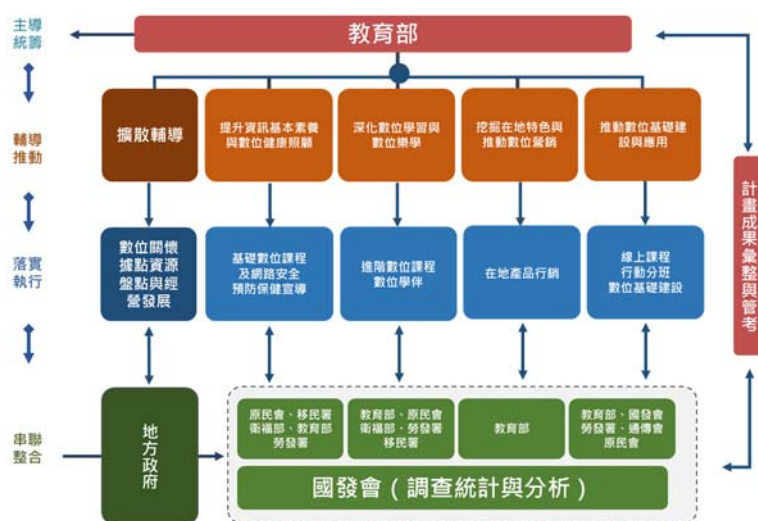 主導
統籌
教育部
輔導
推動
擴散輔導
提升資訊基本素養
與數位健康照顧
深化數位學習與
數位樂學
挖掘在地特色與
推動數位營銷
推動數位基礎建
設與應用
計畫成果彙整與管考
落實
執行
數位關懷
據點資源
盤點與經
營發展
基礎數位課程
及網路安全
預防保健宣導
進階數位課程
數位學伴
在地產品行銷
線上課程
行動分班
數位基礎建設
串聯
整合
地方政府
原民會、移民署
衛福部、教育部
勞發署
教育部、原民會
衛福部、勞發署
移民署
教育部
教育部、國發會
勞發署、通傳會
原民會
國發會（調查統計與分析）